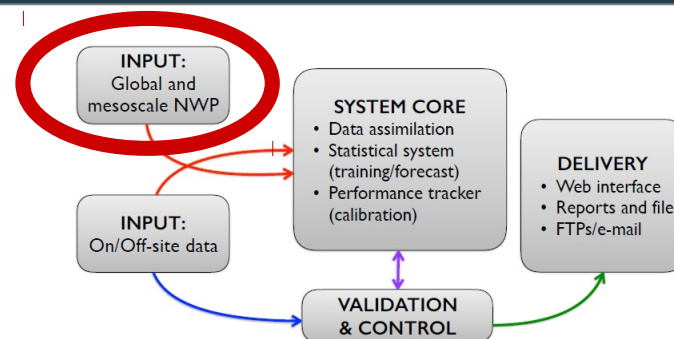 INPUT:
Global and
mesoscale NWP
SYSTEM CORE
• Data assimilation
• Statistical system
(training/forecast)
• Performance tracker
(calibration)
DELIVERY
• Web interface
• Reports and file
• FTPs/e-mail
INPUT:
On/Off-site data
VALIDATION
& CONTROL